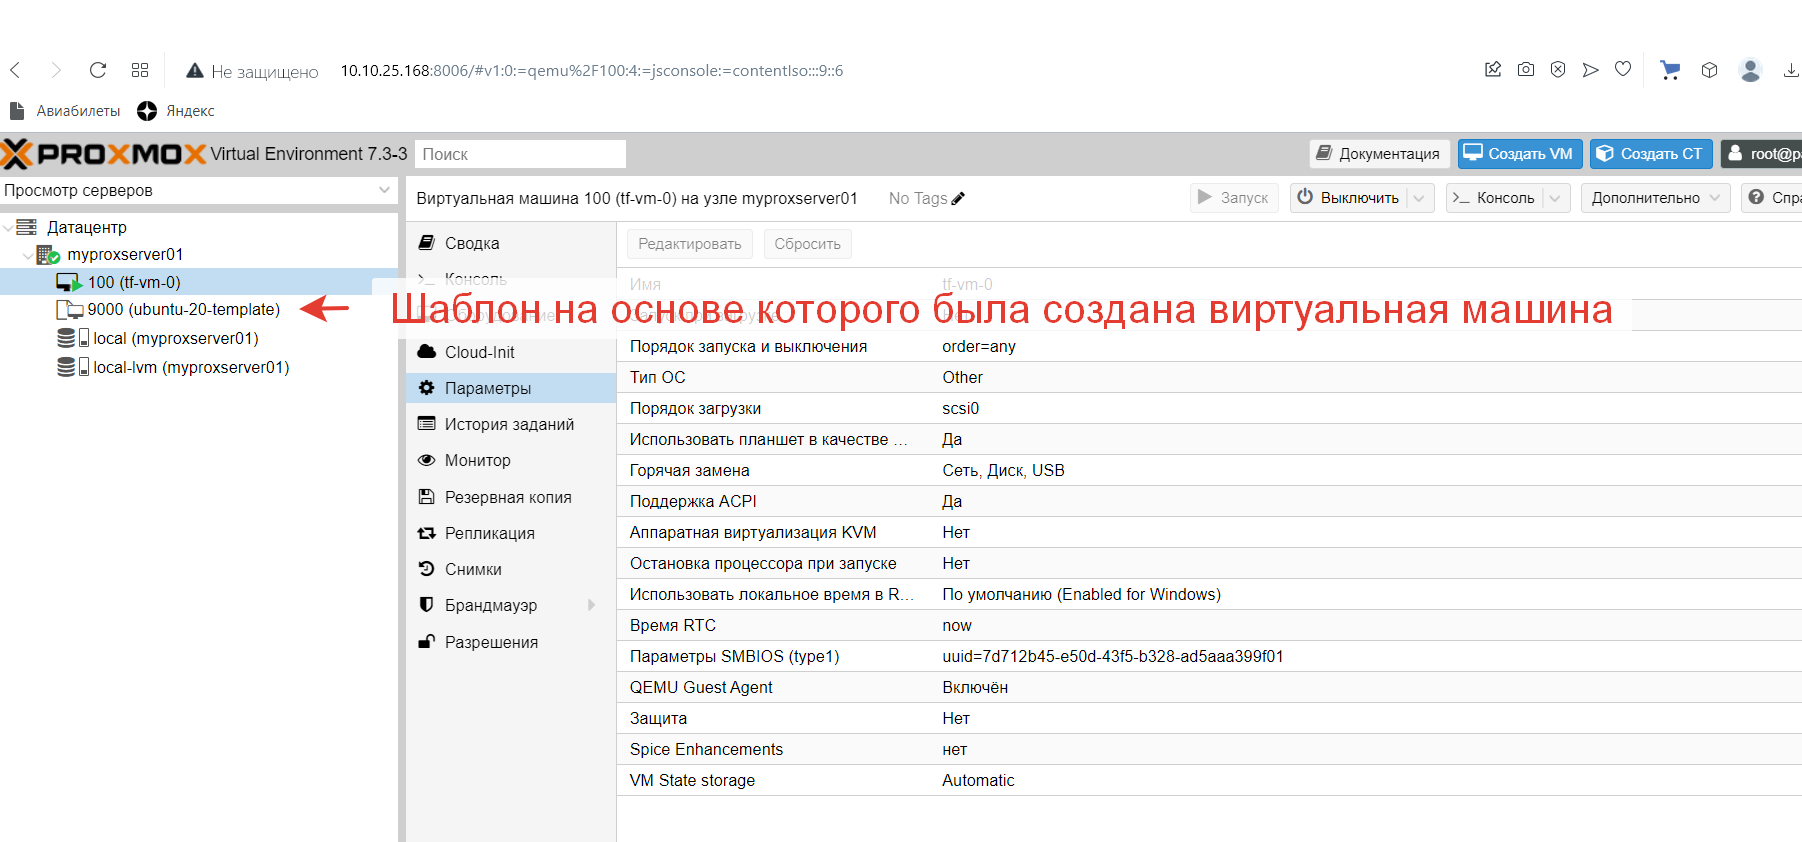 Не защищено 10.10.25.168:8006/#v1:0:=qemu%2F100:4:=jsconsole:=contentIso:::9::6
Авиабилеты Яндекс
PROXMOX Virtual Environment 7.3-3 Поиск Документация Создать VM Создать CT root@p
Просмотр серверов
Датацентр
myproxserver01
100 (tf-vm-0)
9000 (ubuntu-20-template)
local (myproxserver01)
local-lvm (myproxserver01)
Шаблон на основе которого была создана виртуальная машина
Виртуальная машина 100 (tf-vm-0) на узле myproxserver01 No Tags Запуск Выключить Консоль Дополнительно Спра
Сводка
Консоль
Оборудование
Cloud-Init
Параметры
История заданий
Монитор
Резервная копия
Репликация
Снимки
Брандмауэр
Разрешения
Редактировать Сбросить
Имя tf-vm-0
Порядок запуска и выключения order=any
Тип ОС Other
Порядок загрузки scsi0
Использовать планшет в качестве … Да
Горячая замена Сеть, Диск, USB
Поддержка ACPI Да
Аппаратная виртуализация KVM Нет
Остановка процессора при запуске Нет
Использовать локальное время в R… По умолчанию (Enabled for Windows)
Время RTC now
Параметры SMBIOS (type1) uuid=7d712b45-e50d-43f5-b328-ad5aaa399f01
QEMU Guest Agent Включён
Защита Нет
Spice Enhancements нет
VM State storage Automatic